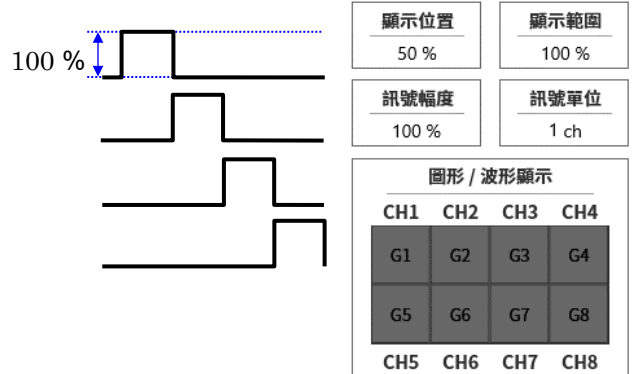 100 %
顯示位置 顯示範圍
50 % 100 %
訊號幅度 訊號單位
100 % 1 ch
圖形 / 波形顯示
CH1 CH2 CH3 CH4
G1 G2 G3 G4
G5 G6 G7 G8
CH5 CH6 CH7 CH8